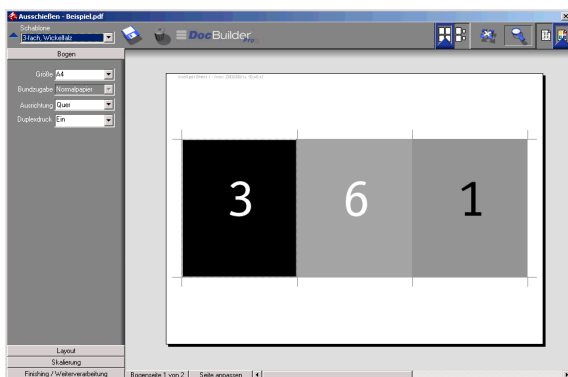 Ausschießen - Beispiel.pdf
Schablone
3-fach, Wickelfalz
DocBuilder Pro
Bogen
Größe A4
Bundzugabe Normalpapier
Ausrichtung Quer
Duplexdruck Ein
3 6 1
Layout
Skalierung
Finishing / Weiterverarbeitung
Bogenseite 1 von 2 Seite anpassen